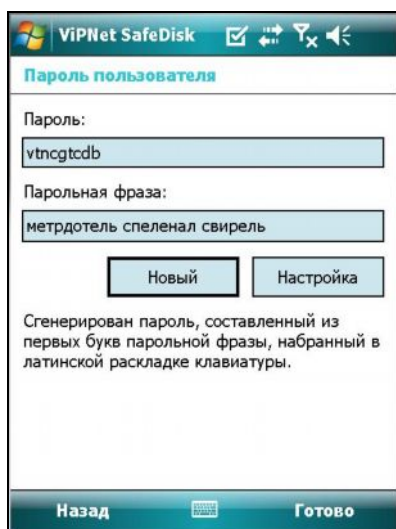 ViPNet SafeDisk
Пароль пользователя
Пароль:
vtncgtcdb
Парольная фраза:
метрдотель спеленал свирель
Новый
Настройка
Сгенерирован пароль, составленный из
первых букв парольной фразы, набранный в
латинской раскладке клавиатуры.
Назад
Готово